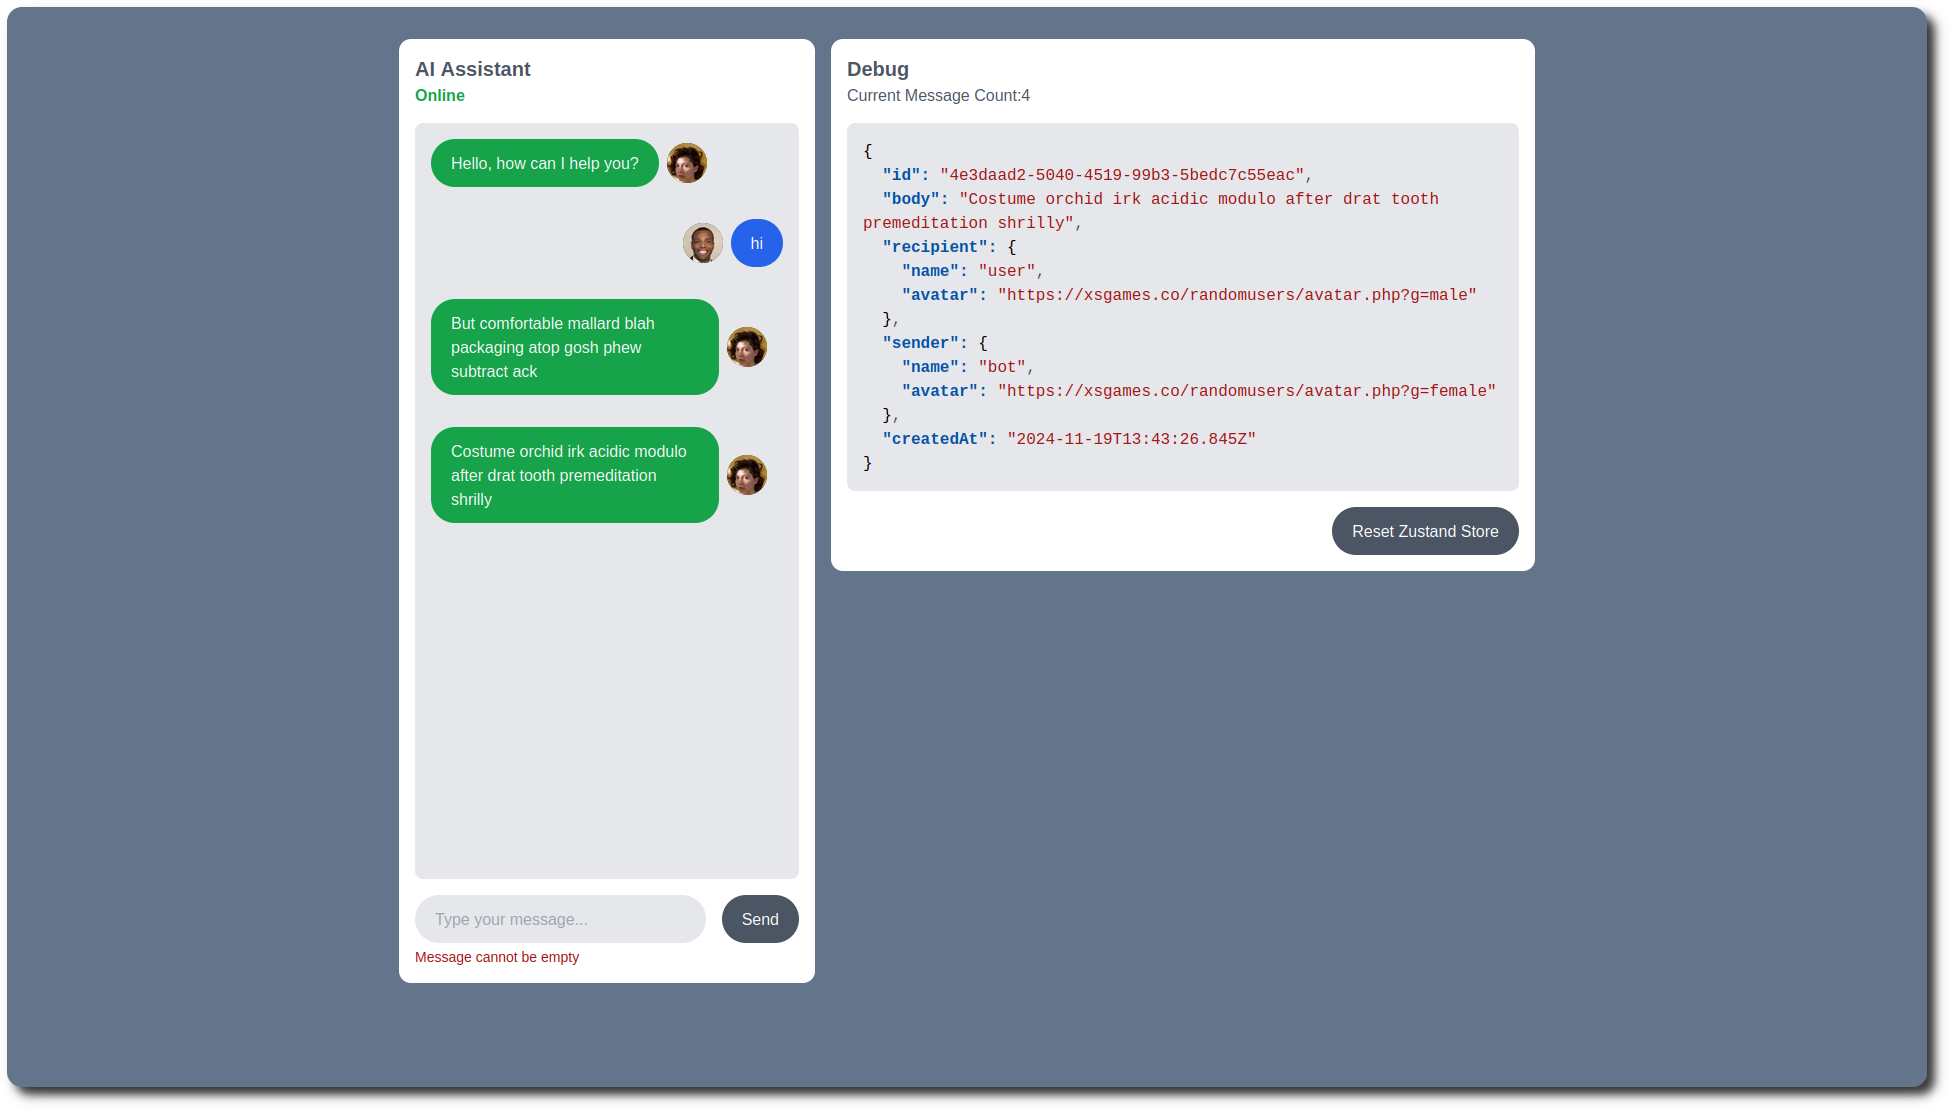 AI Assistant
Online
Hello, how can I help you?
hi
But comfortable mallard blah
packaging atop gosh phew
subtract ack
Costume orchid irk acidic modulo
after drat tooth premeditation
shrilly
Type your message...
Send
Message cannot be empty
Debug
Current Message Count:4
{
  "id": "4e3daad2-5040-4519-99b3-5bedc7c55eac",
  "body": "Costume orchid irk acidic modulo after drat tooth
premeditation shrilly",
  "recipient": {
    "name": "user",
    "avatar": "https://xsgames.co/randomusers/avatar.php?g=male"
  },
  "sender": {
    "name": "bot",
    "avatar": "https://xsgames.co/randomusers/avatar.php?g=female"
  },
  "createdAt": "2024-11-19T13:43:26.845Z"
}
Reset Zustand Store